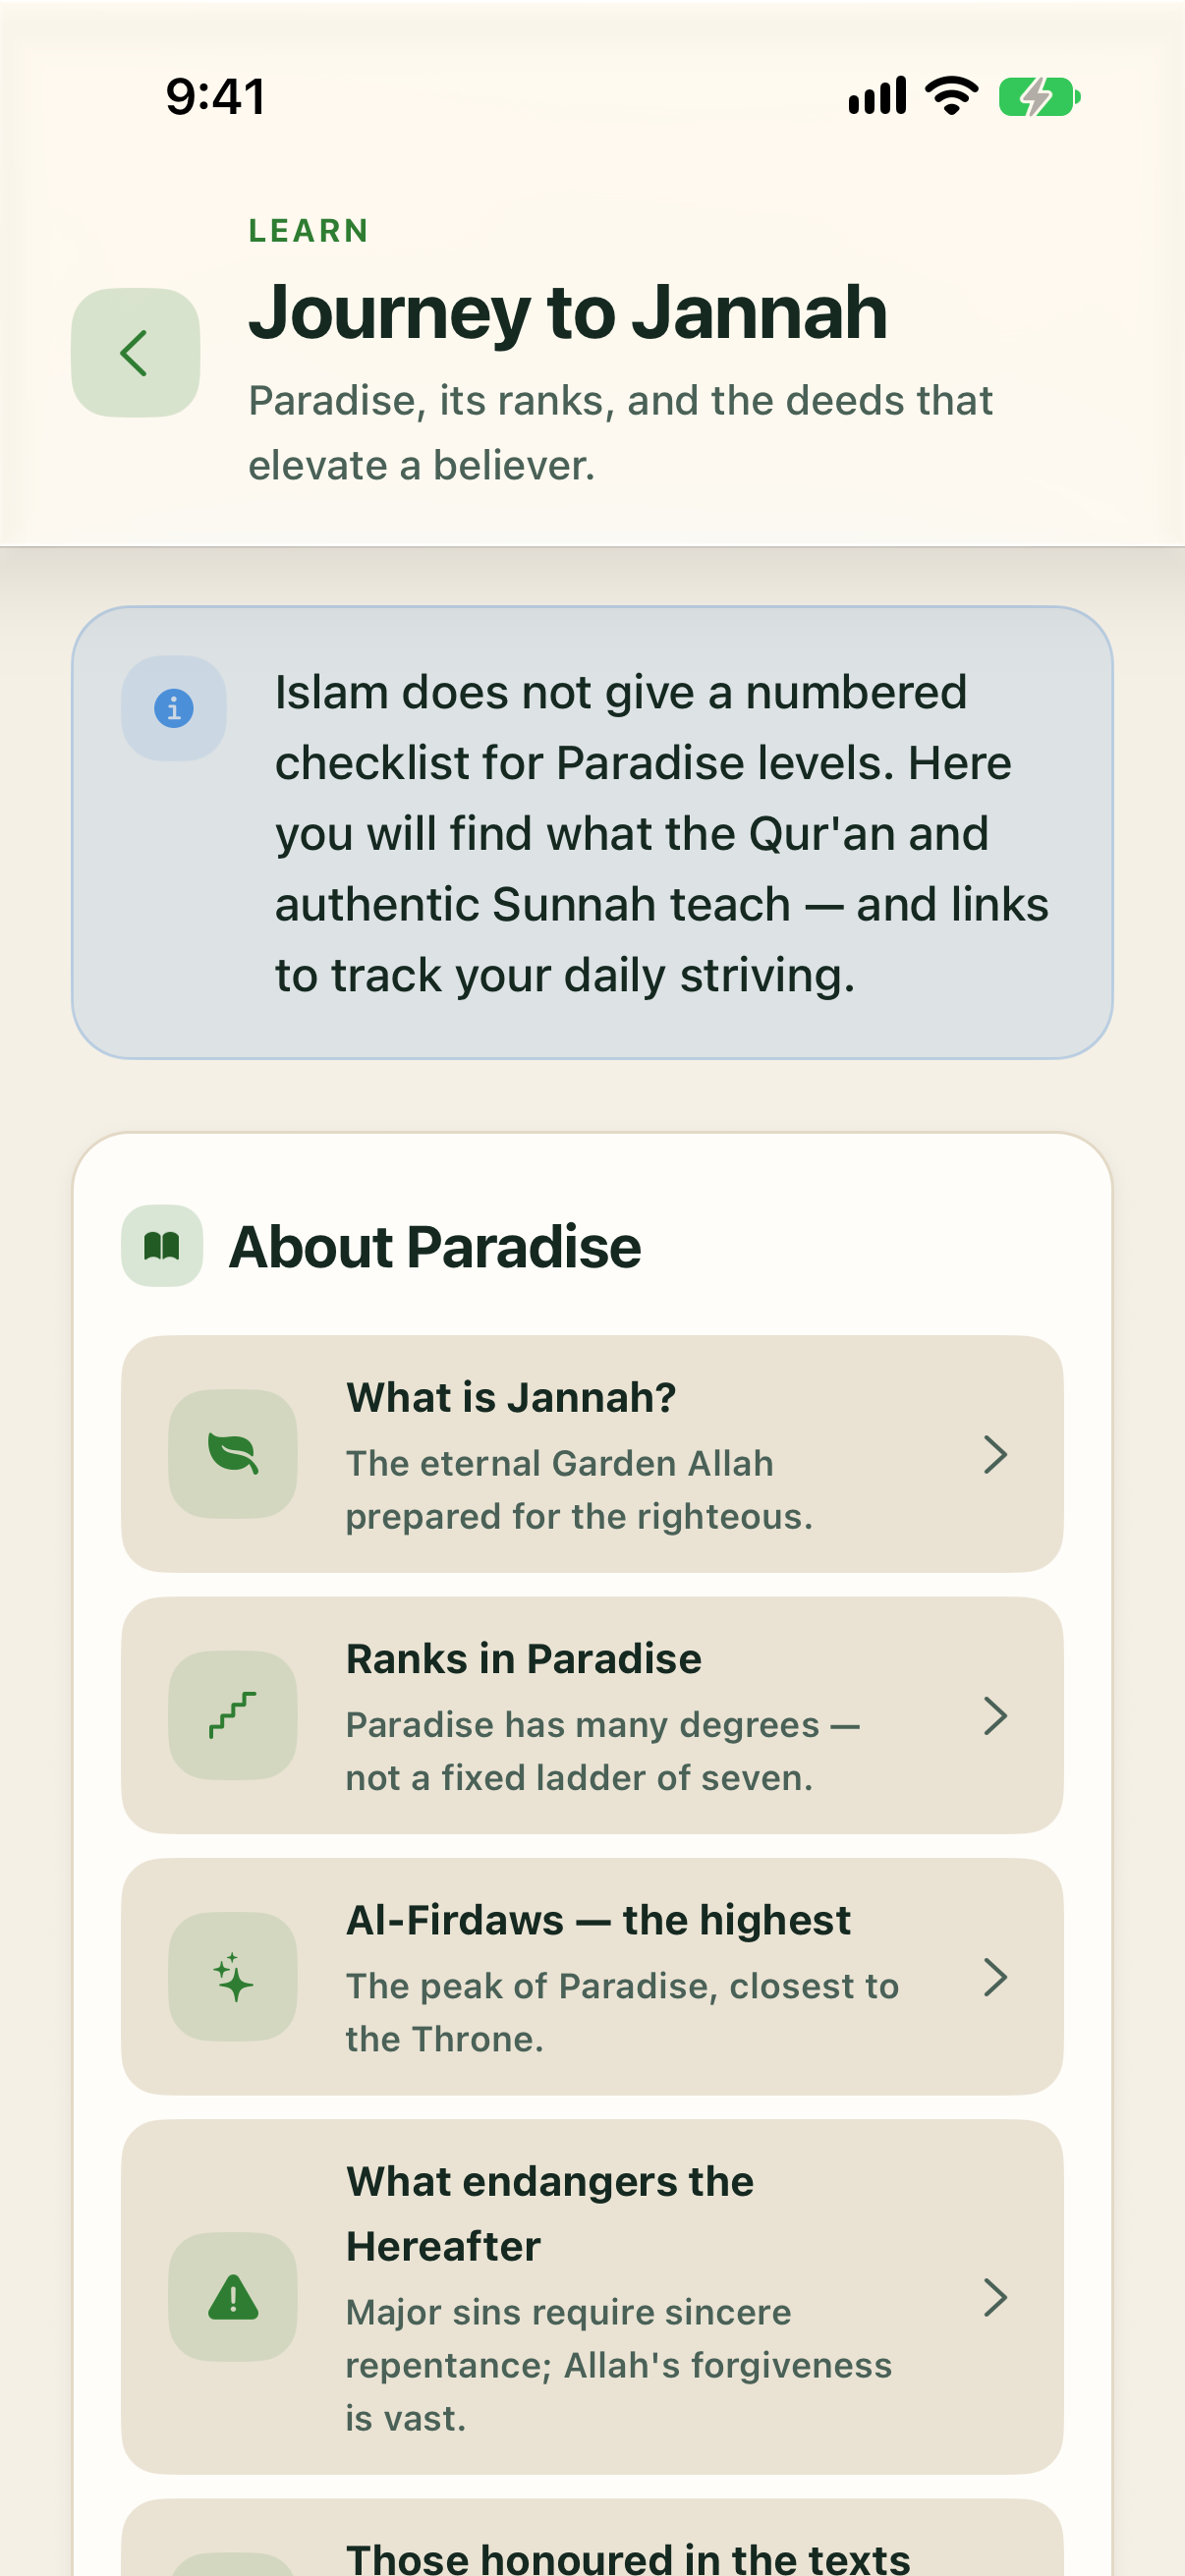 9:41
LEARN
Journey to Jannah
Paradise, its ranks, and the deeds that
elevate a believer.
Islam does not give a numbered
checklist for Paradise levels. Here
you will find what the Qur'an and
authentic Sunnah teach — and links
to track your daily striving.
About Paradise
What is Jannah?
The eternal Garden Allah
prepared for the righteous.
Ranks in Paradise
Paradise has many degrees —
not a fixed ladder of seven.
Al-Firdaws — the highest
The peak of Paradise, closest to
the Throne.
What endangers the
Hereafter
Major sins require sincere
repentance; Allah's forgiveness
is vast.
Those honoured in the texts